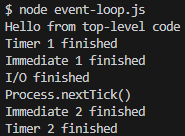 $ node event-loop.js
Hello from top-level code
Timer 1 finished
Immediate 1 finished
I/O finished
Process.nextTick()
Immediate 2 finished
Timer 2 finished